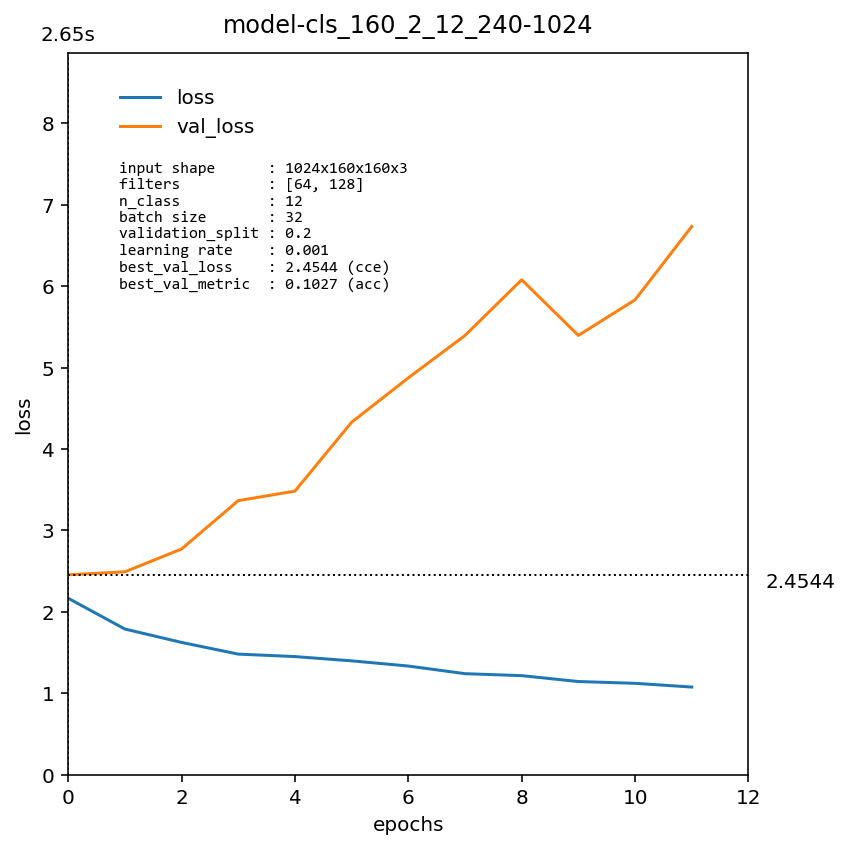 model-cls_160_2_12_240-1024
2.65s
loss
val_loss
input shape      : 1024x160x160x3
filters          : [64, 128]
n_class          : 12
batch size       : 32
validation_split : 0.2
learning rate    : 0.001
best_val_loss    : 2.4544 (cce)
best_val_metric  : 0.1027 (acc)
8
7
6
5
4
3
2
1
0
loss
2.4544
0 2 4 6 8 10 12
epochs